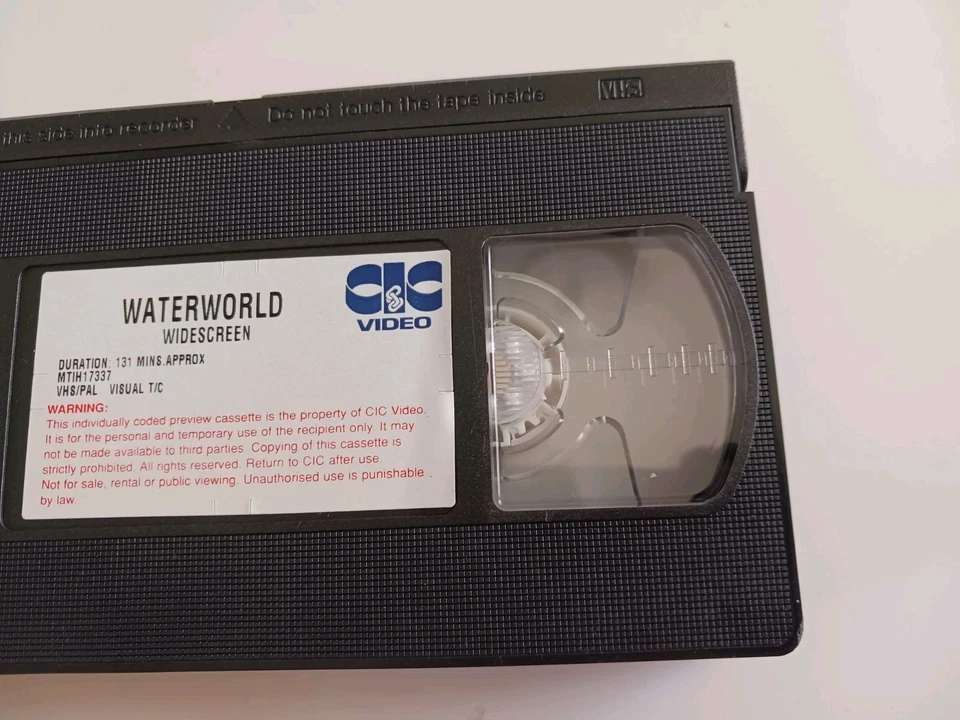 this side into recorder Do not touch the tape inside VHS
WATERWORLD
WIDESCREEN
CIC
VIDEO
DURATION: 131 MINS.APPROX
MTIH17337
VHS/PAL VISUAL T/C
WARNING:
This individually coded preview cassette is the property of CIC Video.
It is for the personal and temporary use of the recipient only. It may
not be made available to third parties. Copying of this cassette is
strictly prohibited. All rights reserved. Return to CIC after use.
Not for sale, rental or public viewing. Unauthorised use is punishable
by law.